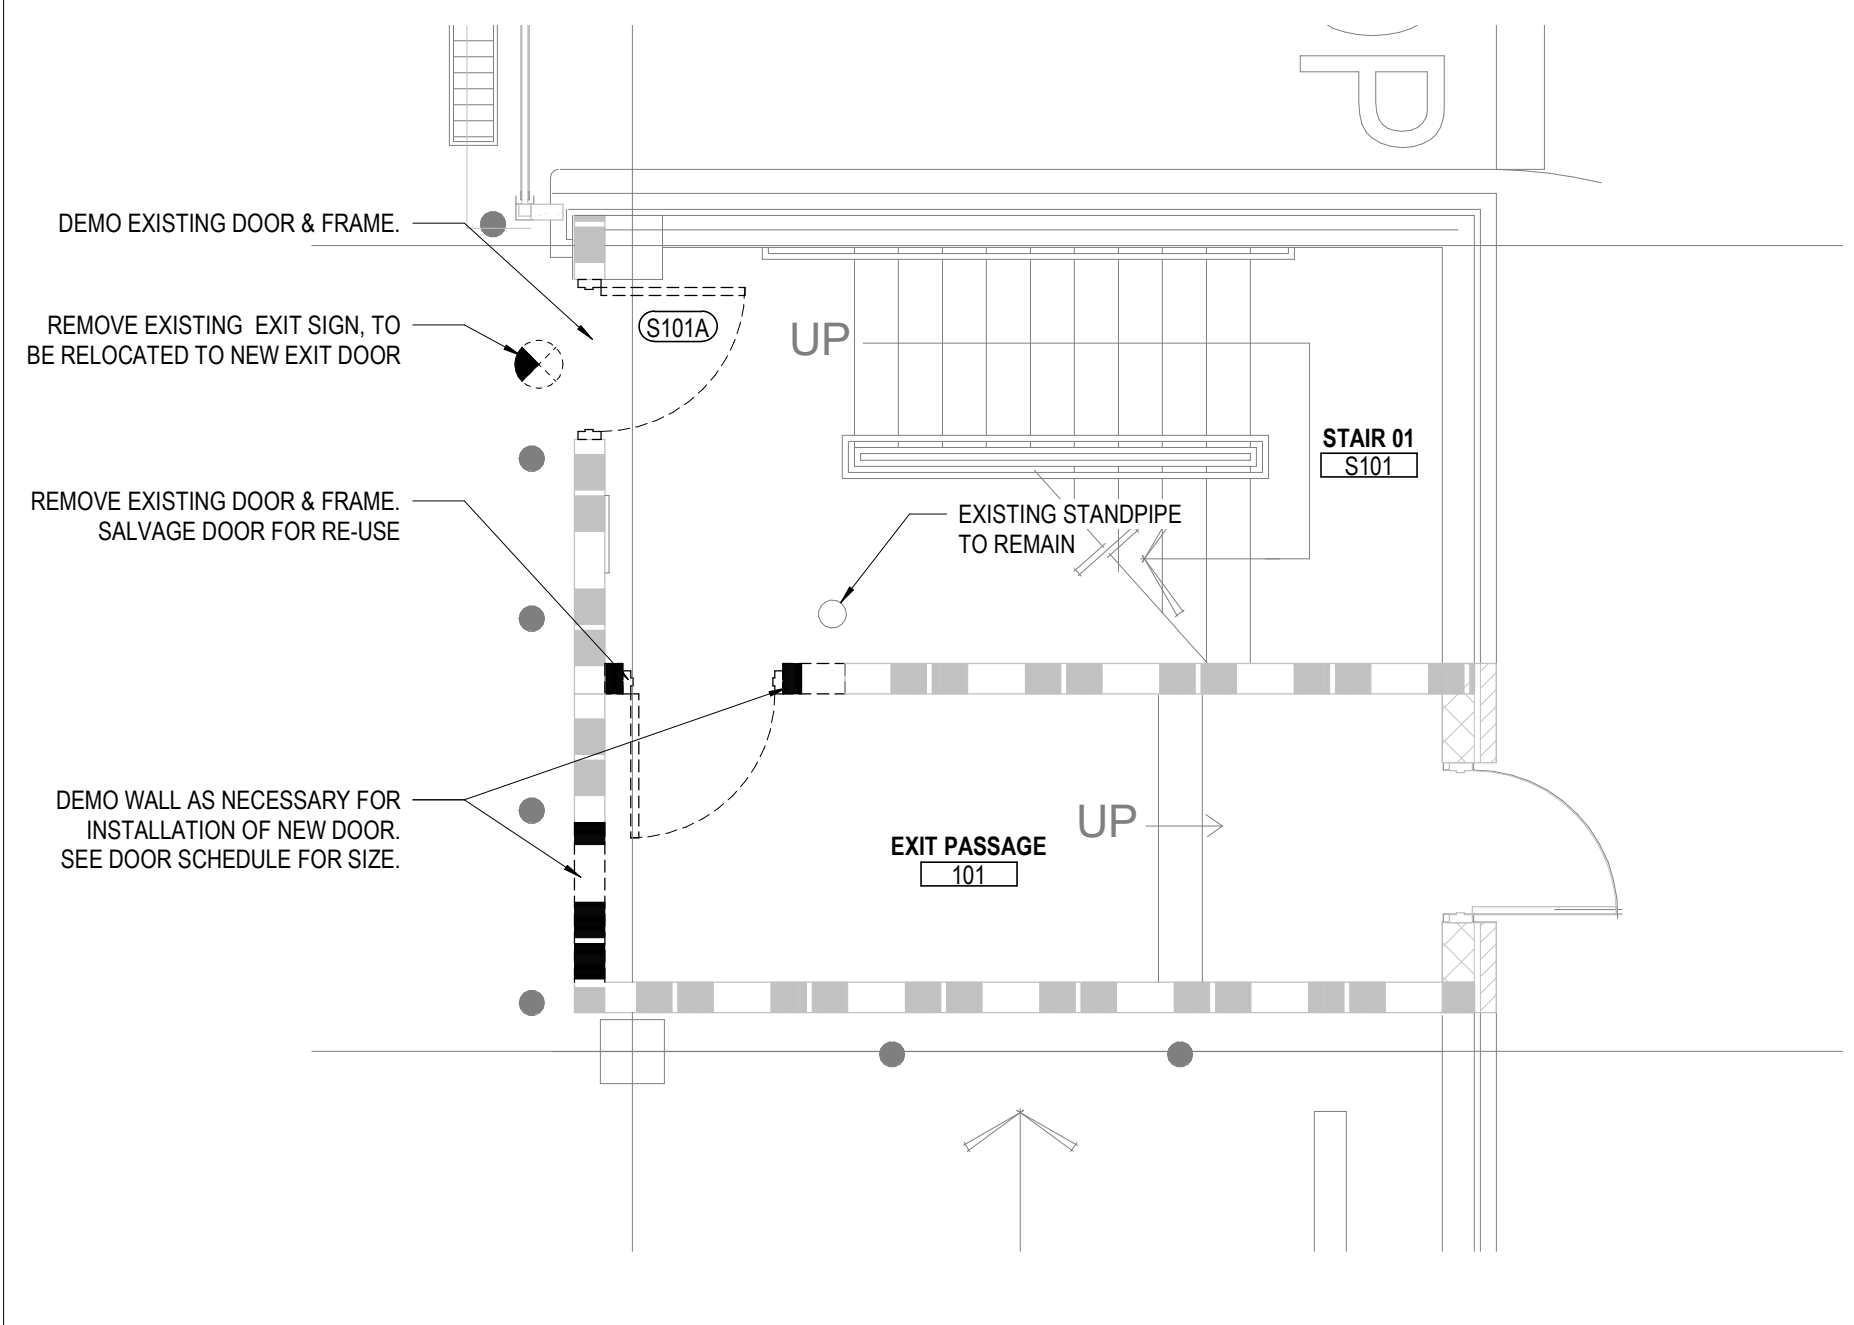 P
DEMO EXISTING DOOR & FRAME.
REMOVE EXISTING EXIT SIGN, TO
BE RELOCATED TO NEW EXIT DOOR
S101A
UP
STAIR 01
S101
REMOVE EXISTING DOOR & FRAME.
SALVAGE DOOR FOR RE-USE
EXISTING STANDPIPE
TO REMAIN
DEMO WALL AS NECESSARY FOR
INSTALLATION OF NEW DOOR.
SEE DOOR SCHEDULE FOR SIZE.
UP
EXIT PASSAGE
101